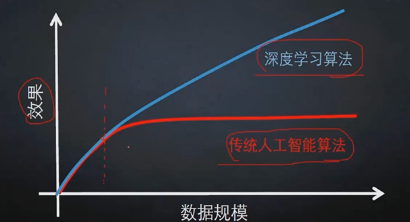 深度学习算法
效果
传统人工智能算法
数据规模